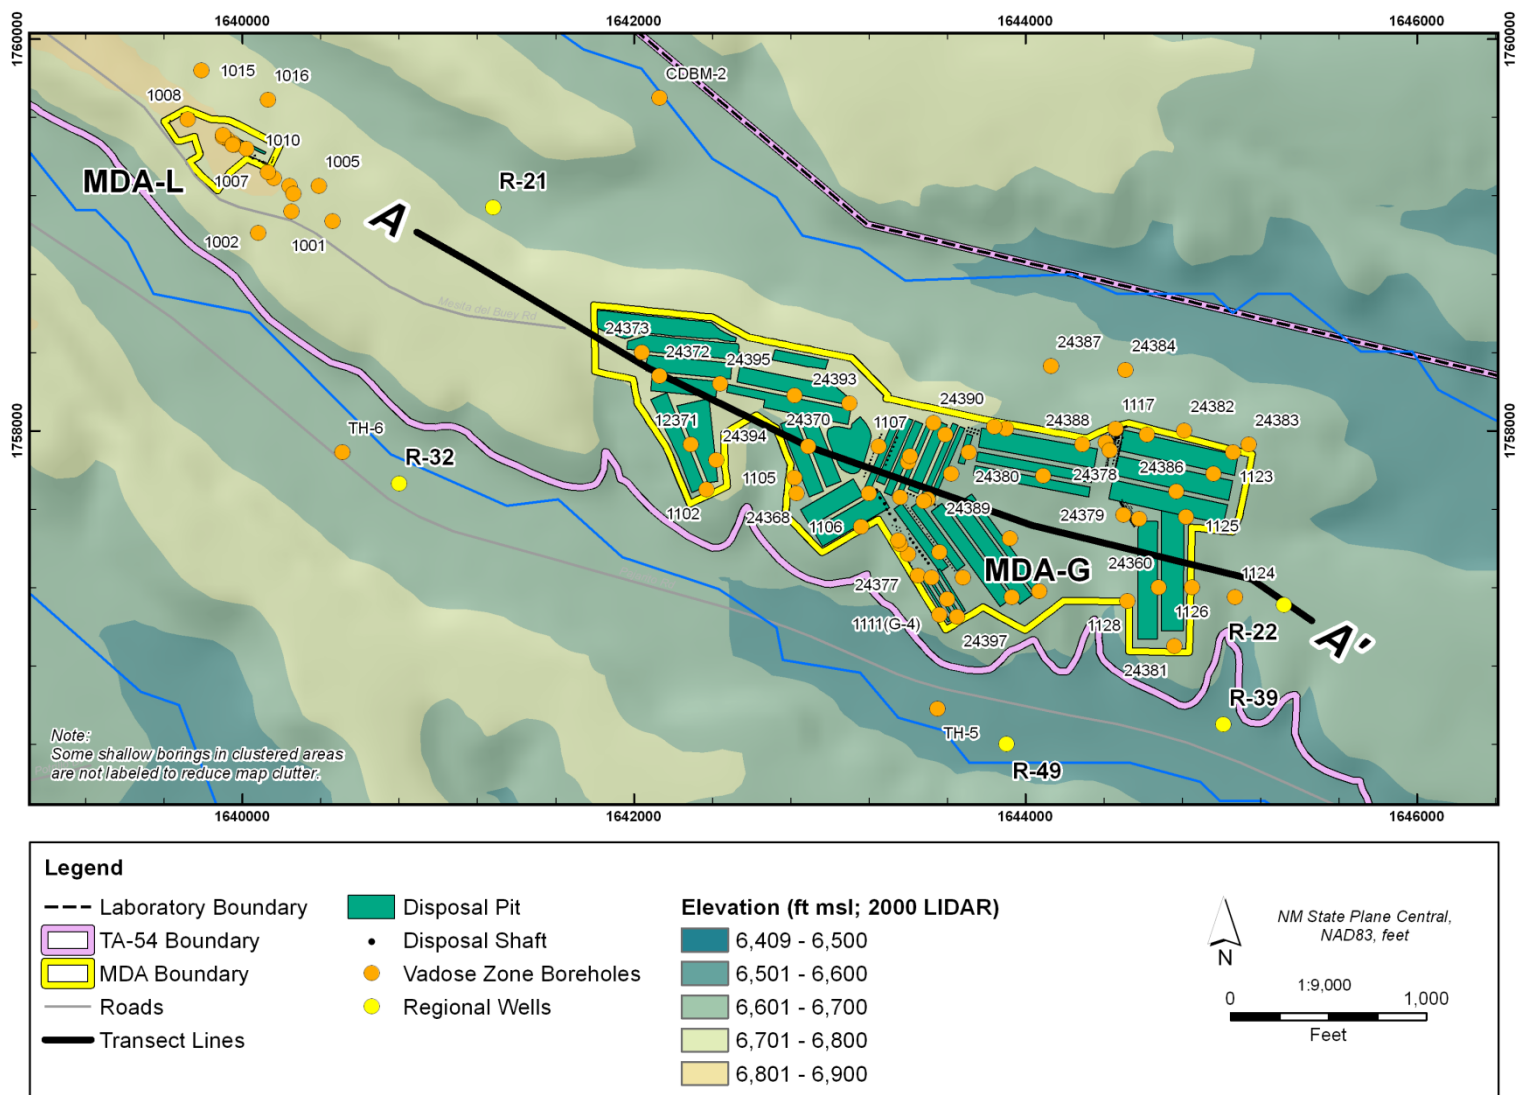 1640000
1642000
1644000
1646000
1760000
1760000
1015
1016
CDBM-2
1008
1010
1005
MDA-L
1007
R-21
A
1002
1001
Mesita del Buey Rd
24373
24372
24395
24387
24384
24393
24390
1117
24382
24383
24370
1107
24388
1758000
1758000
TH-6
12371
24394
R-32
24386
1123
1105
24380
24378
1102
24368
1106
24389
24379
1125
MDA-G
24360
1124
24377
1126
1111(G-4)
1128
R-22
A'
24397
24381
R-39
TH-5
R-49
Note:
Some shallow borings in clustered areas
are not labeled to reduce map clutter.
1640000
1642000
1644000
1646000
Legend
Laboratory Boundary
TA-54 Boundary
MDA Boundary
Roads
Transect Lines
Disposal Pit
Disposal Shaft
Vadose Zone Boreholes
Regional Wells
Elevation (ft msl; 2000 LIDAR)
6,409 - 6,500
6,501 - 6,600
6,601 - 6,700
6,701 - 6,800
6,801 - 6,900
N
NM State Plane Central,
NAD83, feet
1:9,000
0
1,000
Feet